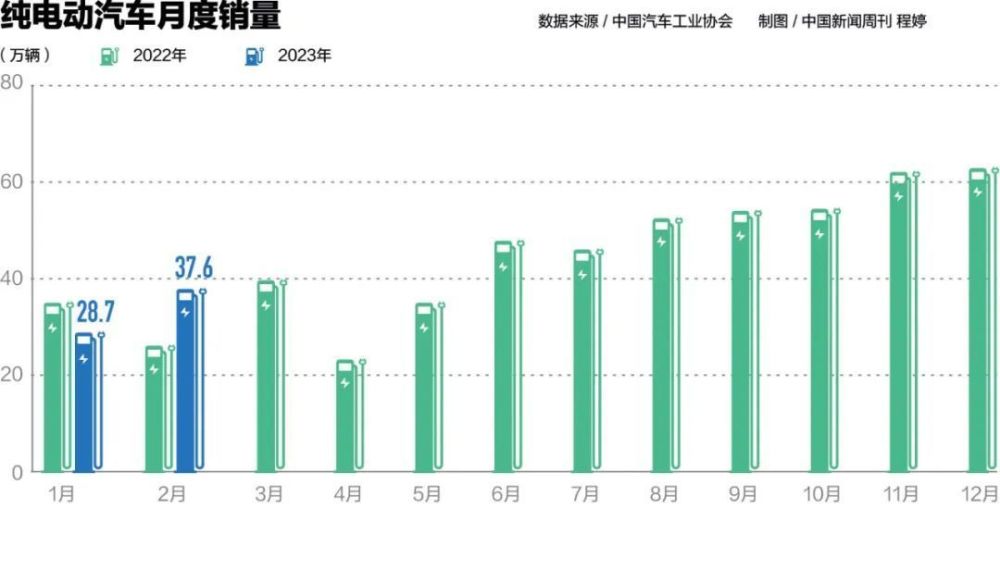 纯电动汽车月度销量
数据来源 / 中国汽车工业协会 制图 / 中国新闻周刊 程婷
(万辆) 2022年 2023年
80
60
40
20
0
37.6
28.7
1月 2月 3月 4月 5月 6月 7月 8月 9月 10月 11月 12月